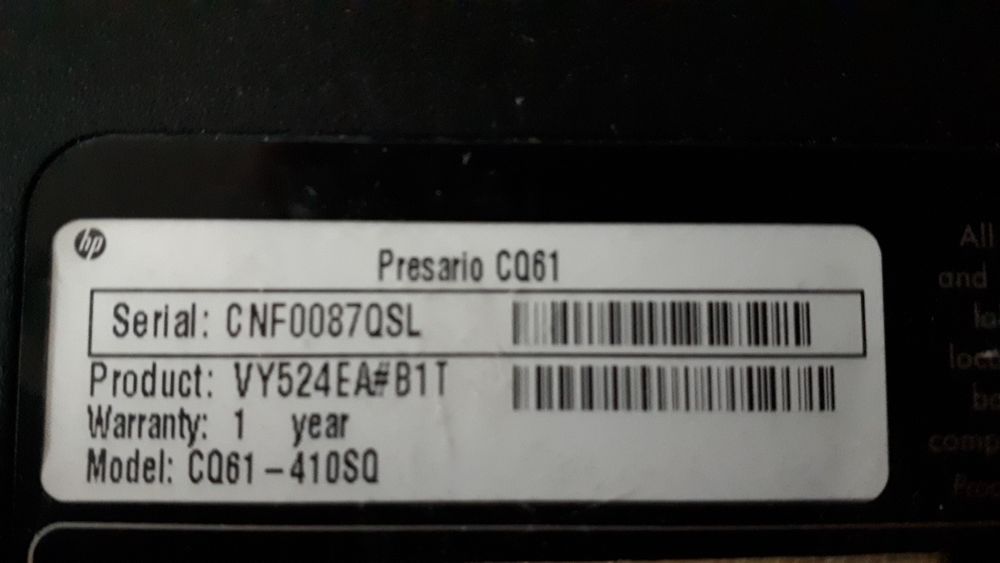 hp
Presario CQ61
Serial: CNF0087QSL
Product: VY524EA#B1T
Warranty: 1 year
Model: CQ61-410SQ
All
and